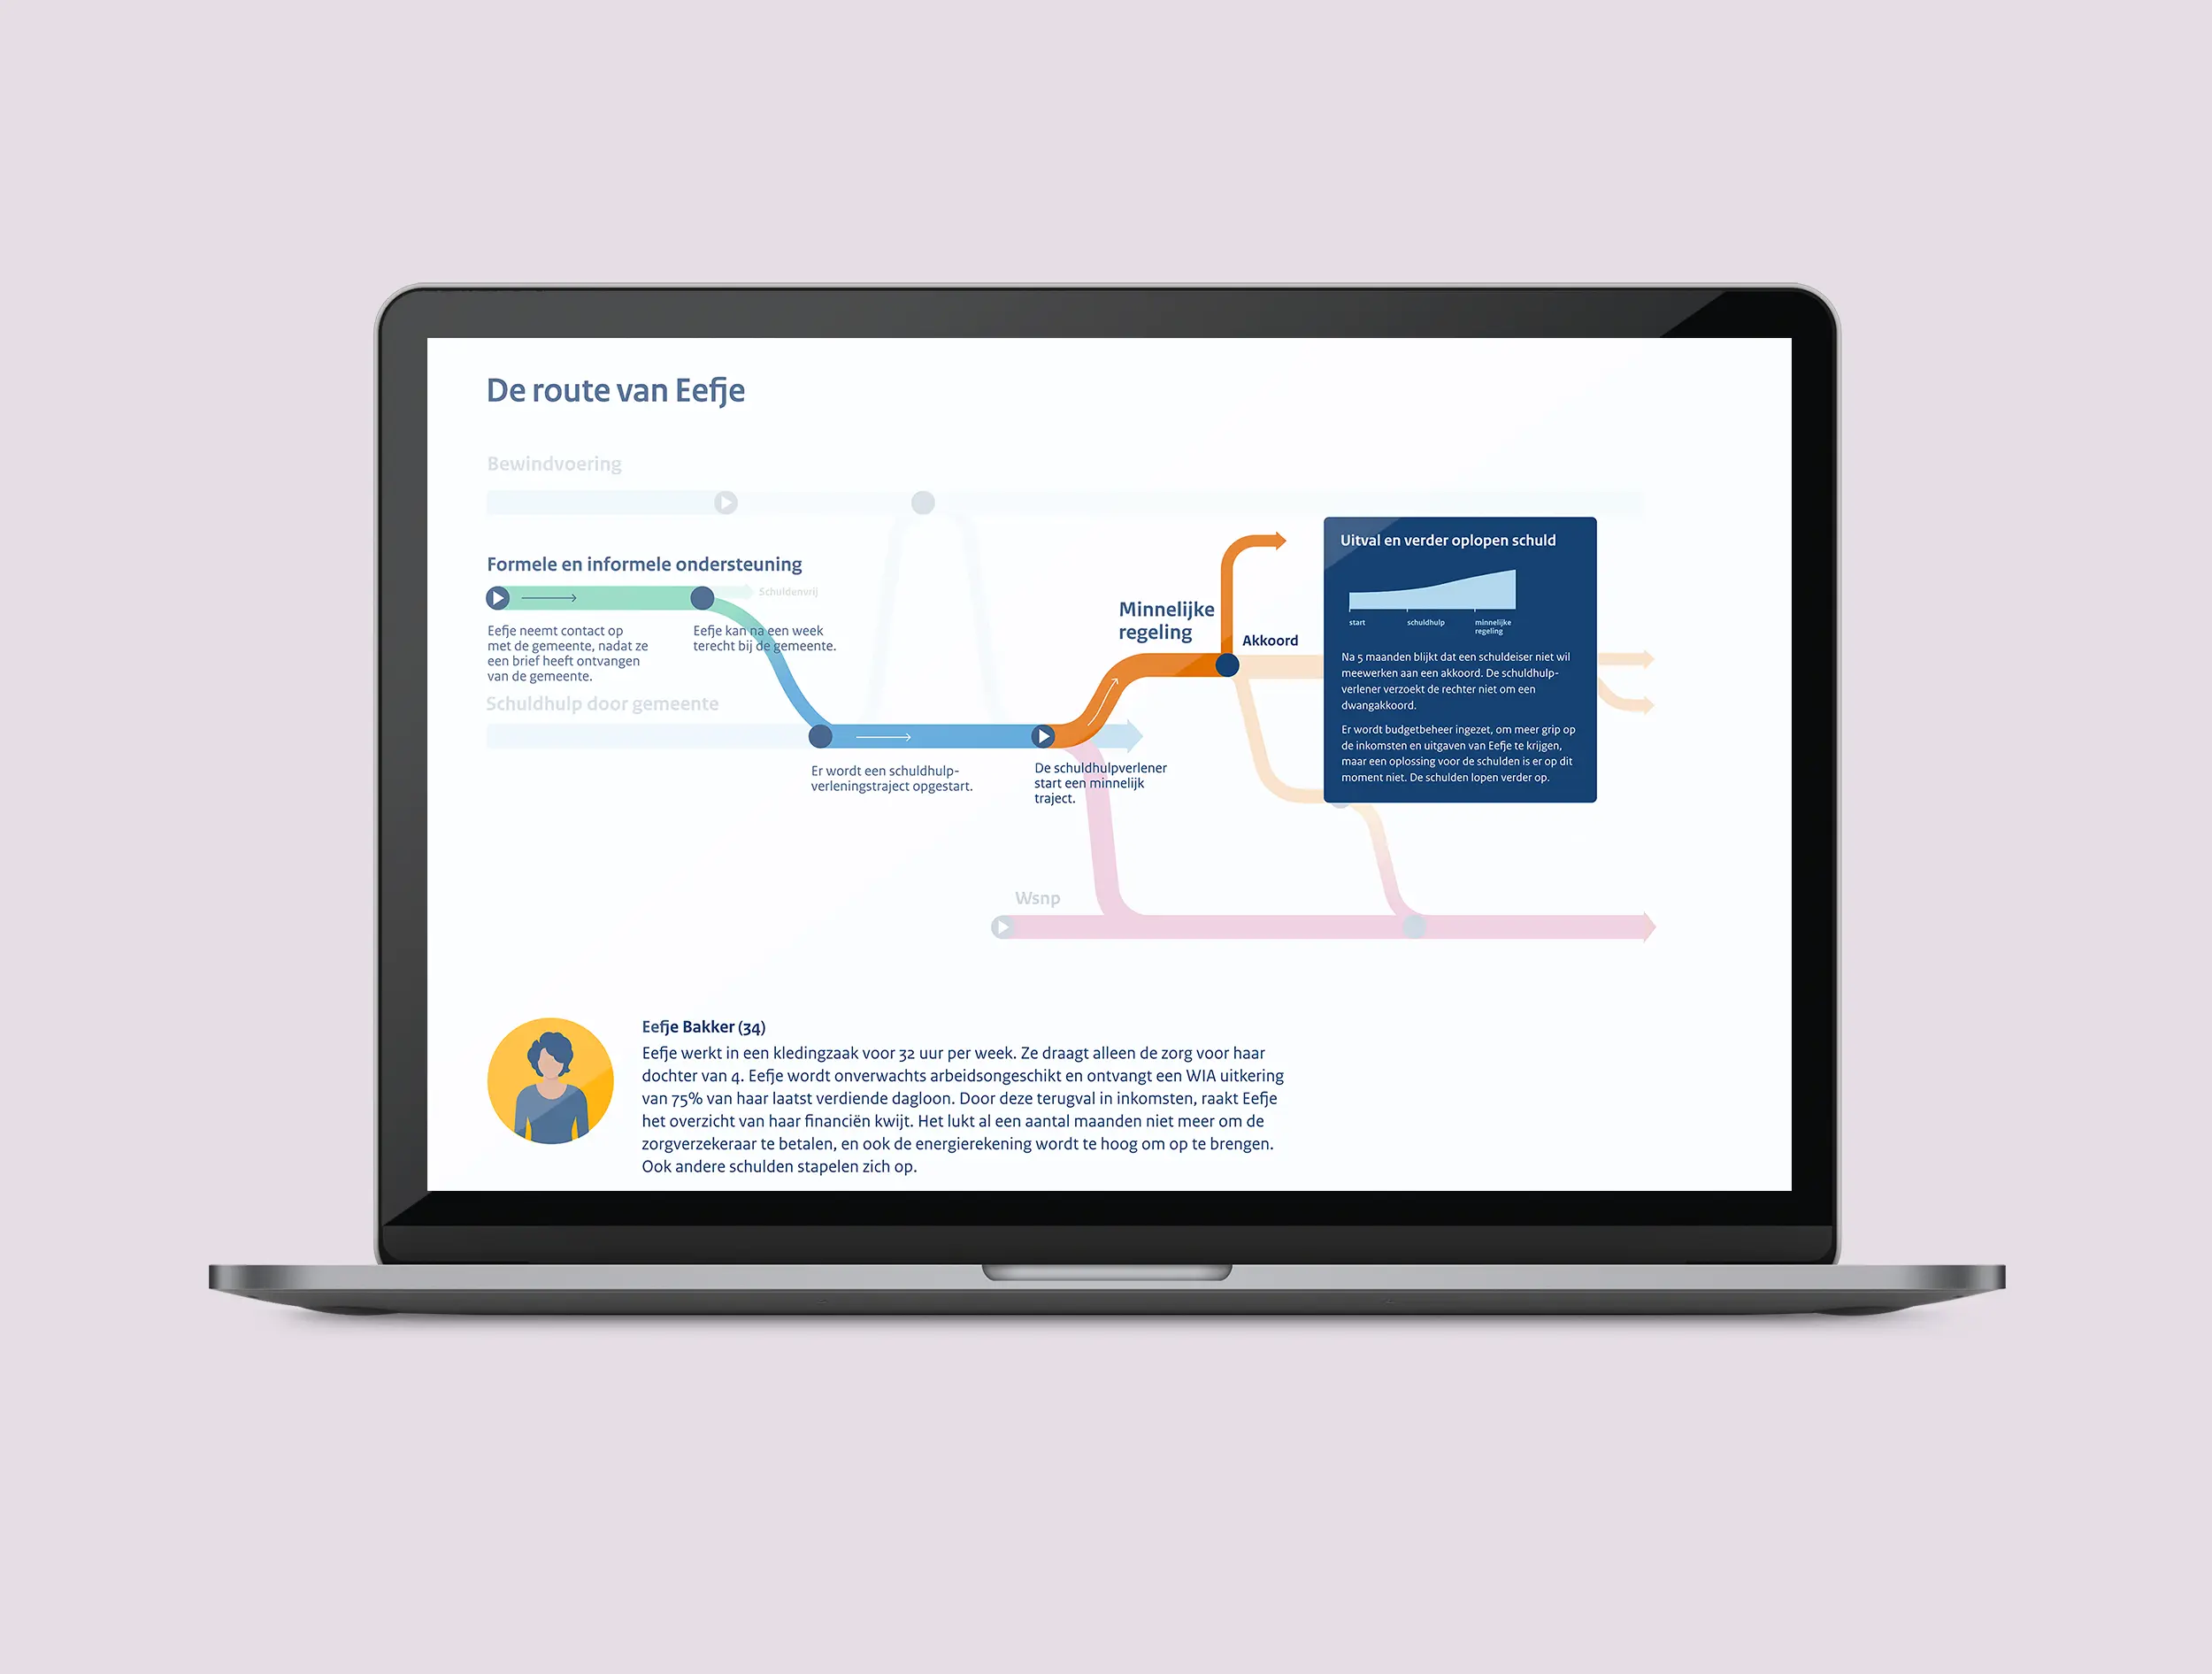 De route van Eefje
Bewindvoering
Formele en informele ondersteuning
Schuldenvrij
Eefje neemt contact op
met de gemeente, nadat ze
een brief heeft ontvangen
van de gemeente.
Eefje kan na een week
terecht bij de gemeente.
Schuldhulp door gemeente
Er wordt een schuldhulp-
verleningstraject opgestart.
De schuldhulpverlener
start een minnelijk
traject.
Minnelijke
regeling
Akkoord
Uitval en verder oplopen schuld
start
schuldhulp
minnelijke
regeling
Na 5 maanden blijkt dat een schuldeiser niet wil
meewerken aan een akkoord. De schuldhulp-
verlener verzoekt de rechter niet om een
dwangakkoord.
Er wordt budgetbeheer ingezet, om meer grip op
de inkomsten en uitgaven van Eefje te krijgen,
maar een oplossing voor de schulden is er op dit
moment niet. De schulden lopen verder op.
Wsnp
Eefje Bakker (34)
Eefje werkt in een kledingzaak voor 32 uur per week. Ze draagt alleen de zorg voor haar
dochter van 4. Eefje wordt onverwachts arbeidsongeschikt en ontvangt een WIA uitkering
van 75% van haar laatst verdiende dagloon. Door deze terugval in inkomsten, raakt Eefje
het overzicht van haar financiën kwijt. Het lukt al een aantal maanden niet meer om de
zorgverzekeraar te betalen, en ook de energierekening wordt te hoog om op te brengen.
Ook andere schulden stapelen zich op.